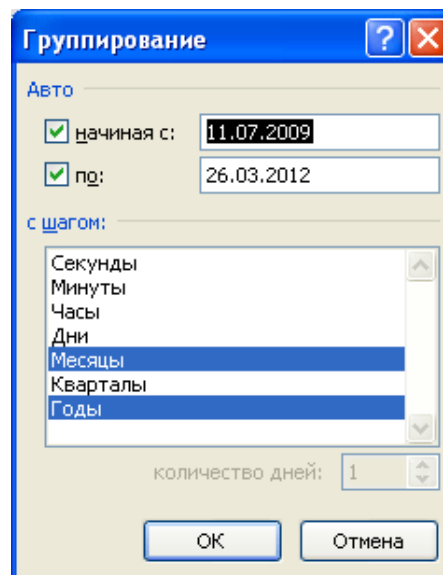 Группирование
Авто
начиная с: 11.07.2009
по: 26.03.2012
с шагом:
Секунды
Минуты
Часы
Дни
Месяцы
Кварталы
Годы
количество дней: 1
ОК Отмена